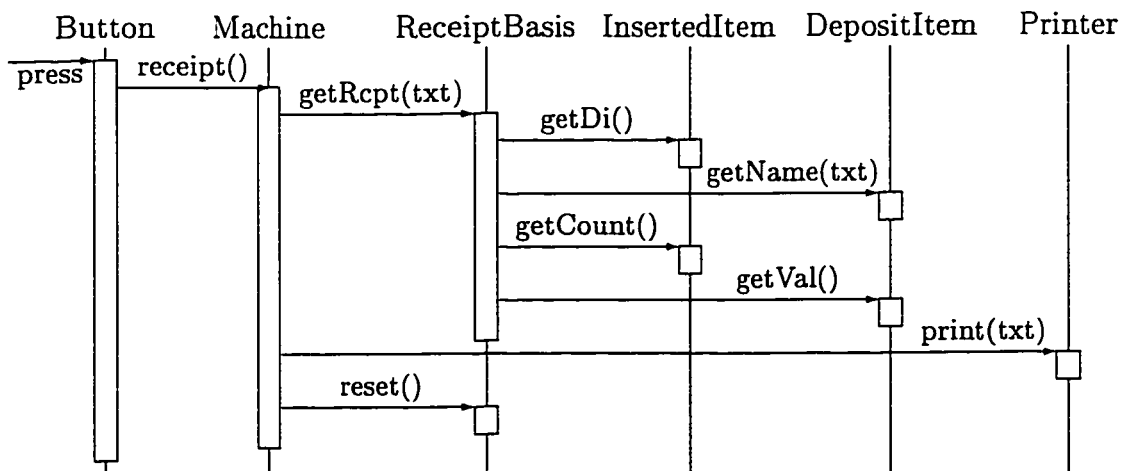 Button Machine ReceiptBasis InsertedItem DepositItem Printer
press
receipt()
getRcpt(txt)
getDi()
getName(txt)
getCount()
getVal()
print(txt)
reset()